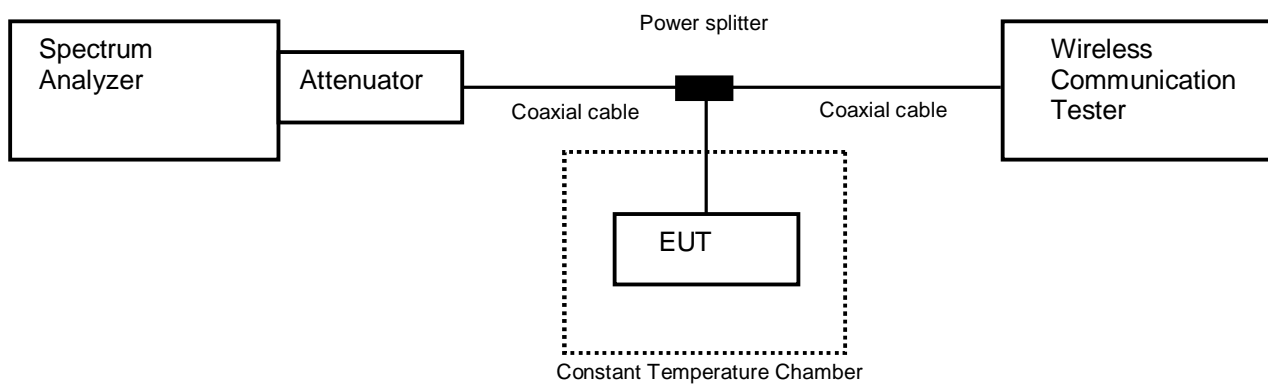 Power splitter
Spectrum
Analyzer
Attenuator
Wireless
Communication
Tester
Coaxial cable
Coaxial cable
EUT
Constant Temperature Chamber